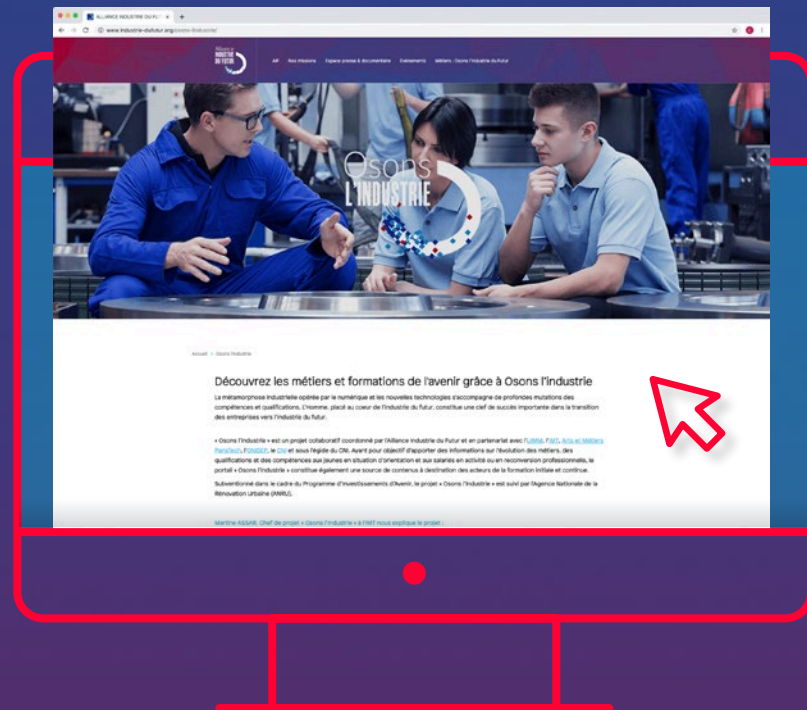 ALLIANCE INDUSTRIE DU FUT
www.industrie-dufutur.org/osons-lindustrie/
Alliance
INDUSTRIE
DU FUTUR
AIF Nos missions Espace presse & documentaire Evénements Métiers : Osons l'Industrie du Futur
Osons
L'INDUSTRIE
Accueil > Osons l'industrie
Découvrez les métiers et formations de l'avenir grâce à Osons l'industrie
La métamorphose industrielle opérée par le numérique et les nouvelles technologies s'accompagne de profondes mutations des
compétences et qualifications. L'Homme, placé au coeur de l'Industrie du futur, constitue une clef de succès importante dans la transition
des entreprises vers l'Industrie du futur.
« Osons l'industrie » est un projet collaboratif coordonné par l'Alliance Industrie du Futur et en partenariat avec l'UIMM, l'IMT, Arts et Métiers
ParisTech, l'ONISEP, le CNI et sous l'égide du CNI. Ayant pour objectif d'apporter des informations sur l'évolution des métiers, des
qualifications et des compétences aux jeunes en situation d'orientation et aux salariés en activité ou en reconversion professionnelle, le
portail « Osons l'industrie » constitue également une source de contenus à destination des acteurs de la formation initiale et continue.
Subventionné dans le cadre du Programme d'Investissements d'Avenir, le projet « Osons l'industrie » est suivi par l'Agence Nationale de la
Rénovation Urbaine (ANRU).
Martine ASSAR, Chef de projet « Osons l'industrie » à l'IMT nous explique le projet :